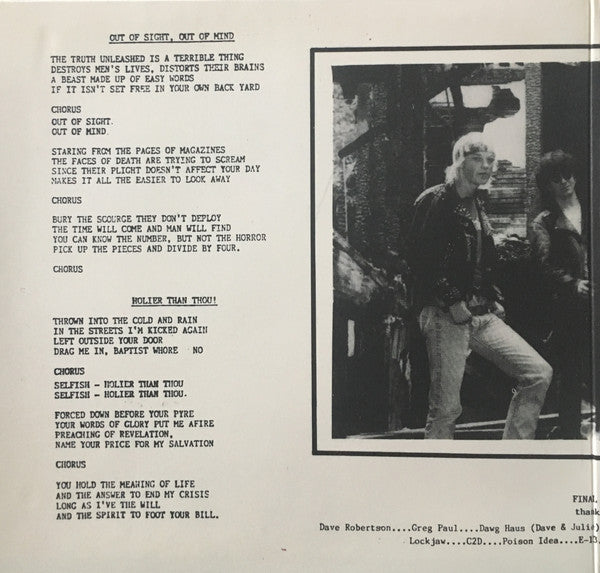 OUT OF SIGHT, OUT OF MIND
THE TRUTH UNLEASHED IS A TERRIBLE THING
DESTROYS MEN'S LIVES, DISTORTS THEIR BRAINS
A BEAST MADE UP OF EASY WORDS
IF IT ISN'T SET FREE IN YOUR OWN BACK YARD
CHORUS
OUT OF SIGHT.
OUT OF MIND.
STARING FROM THE PAGES OF MAGAZINES
THE FACES OF DEATH ARE TRYING TO SCREAM
SINCE THEIR PLIGHT DOESN'T AFFECT YOUR DAY
MAKES IT ALL THE EASIER TO LOOK AWAY
CHORUS
BURY THE SCOURGE THEY DON'T DEPLOY
THE TIME WILL COME AND MAN WILL FIND
YOU CAN KNOW THE NUMBER, BUT NOT THE HORROR
PICK UP THE PIECES AND DIVIDE BY FOUR.
CHORUS
HOLIER THAN THOU!
THROWN INTO THE COLD AND RAIN
IN THE STREETS I'M KICKED AGAIN
LEFT OUTSIDE YOUR DOOR
DRAG ME IN, BAPTIST WHORE NO
CHORUS
SELFISH - HOLIER THAN THOU
SELFISH - HOLIER THAN THOU.
FORCED DOWN BEFORE YOUR PYRE
YOUR WORDS OF GLORY PUT ME AFIRE
PREACHING OF REVELATION,
NAME YOUR PRICE FOR MY SALVATION
CHORUS
YOU HOLD THE MEANING OF LIFE
AND THE ANSWER TO END MY CRISIS
LONG AS I'VE THE WILL
AND THE SPIRIT TO FOOT YOUR BILL.
FINAL
thank
Dave Robertson....Greg Paul....Dawg Haus (Dave & Julie)
Lockjaw....C2D....Poison Idea....E-13